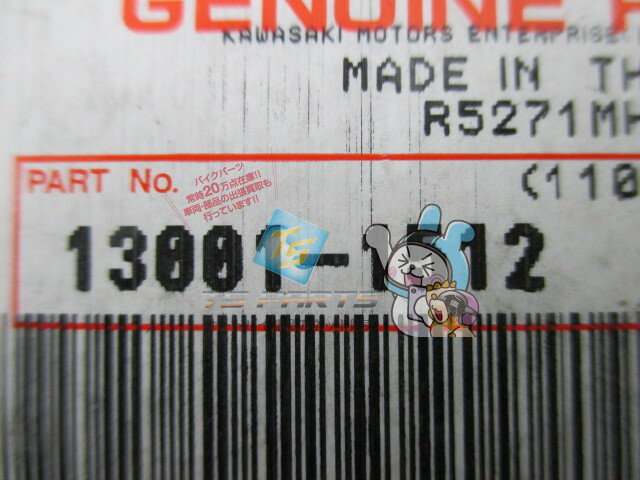 GENUINE P
KAWASAKI MOTORS ENTERPRISE
MADE IN TH
R5271MH
PART No.
(110
バイクパーツ
常時20万点在庫!!
車両・部品の出張買取も
行っています!!
TS
TS PARTS